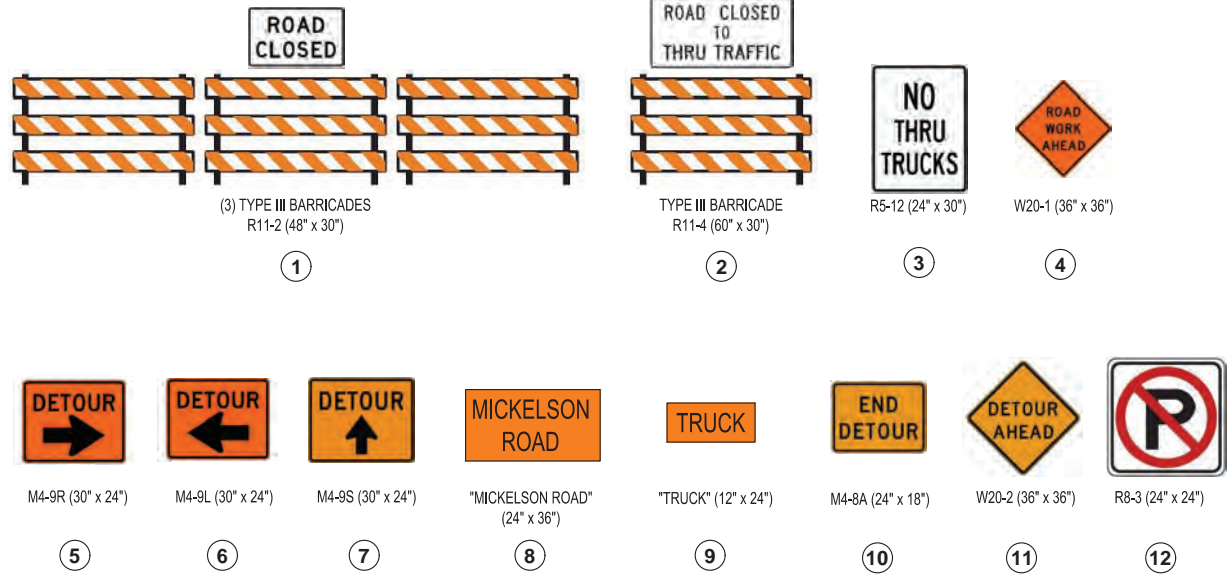 ROAD
CLOSED
(3) TYPE III BARRICADES
R11-2 (48" x 30")
1
ROAD CLOSED
TO
THRU TRAFFIC
TYPE III BARRICADE
R11-4 (60" x 30")
2
NO
THRU
TRUCKS
R5-12 (24" x 30")
3
ROAD
WORK
AHEAD
W20-1 (36" x 36")
4
DETOUR
M4-9R (30" x 24")
5
DETOUR
M4-9L (30" x 24")
6
DETOUR
M4-9S (30" x 24")
7
MICKELSON
ROAD
"MICKELSON ROAD"
(24" x 36")
8
TRUCK
"TRUCK" (12" x 24")
9
END
DETOUR
M4-8A (24" x 18")
10
DETOUR
AHEAD
W20-2 (36" x 36")
11
P
R8-3 (24" x 24")
12